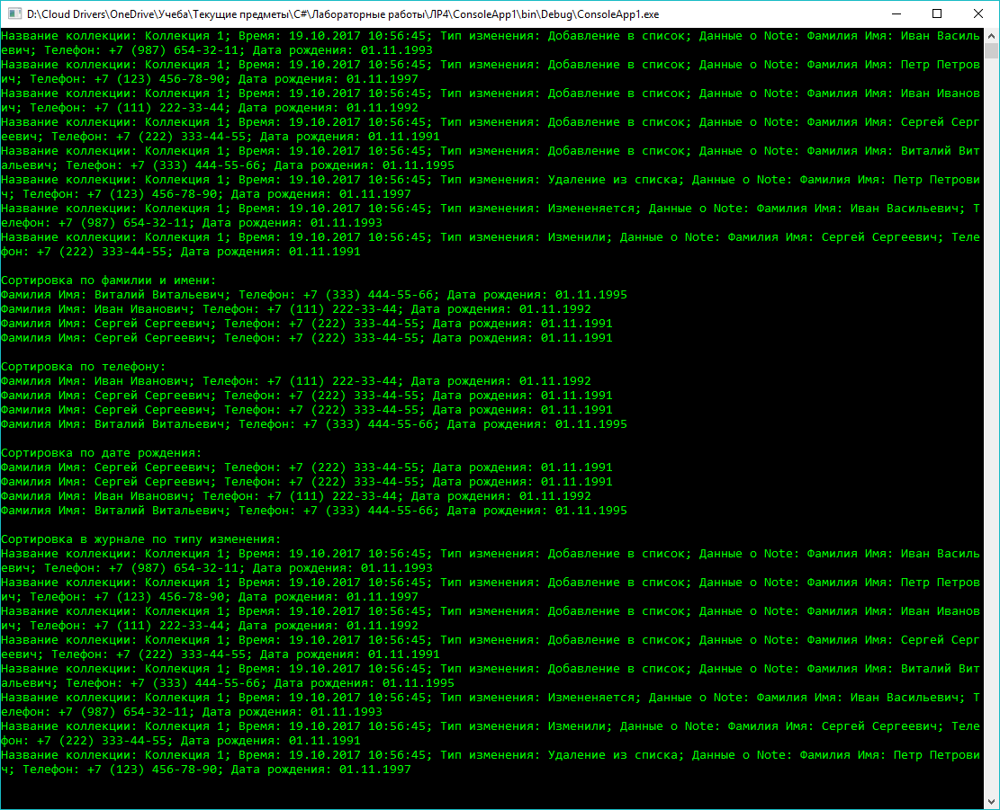 D:\Cloud Drivers\OneDrive\Учеба\Текущие предметы\C#\Лабораторные работы\ЛР4\ConsoleApp1\bin\Debug\ConsoleApp1.exe
Название коллекции: Коллекция 1; Время: 19.10.2017 10:56:45; Тип изменения: Добавление в список; Данные о Note: Фамилия Имя: Иван Василь
евич; Телефон: +7 (987) 654-32-11; Дата рождения: 01.11.1993
Название коллекции: Коллекция 1; Время: 19.10.2017 10:56:45; Тип изменения: Добавление в список; Данные о Note: Фамилия Имя: Петр Петров
ич; Телефон: +7 (123) 456-78-90; Дата рождения: 01.11.1997
Название коллекции: Коллекция 1; Время: 19.10.2017 10:56:45; Тип изменения: Добавление в список; Данные о Note: Фамилия Имя: Иван Иванов
ич; Телефон: +7 (111) 222-33-44; Дата рождения: 01.11.1992
Название коллекции: Коллекция 1; Время: 19.10.2017 10:56:45; Тип изменения: Добавление в список; Данные о Note: Фамилия Имя: Сергей Серг
еевич; Телефон: +7 (222) 333-44-55; Дата рождения: 01.11.1991
Название коллекции: Коллекция 1; Время: 19.10.2017 10:56:45; Тип изменения: Добавление в список; Данные о Note: Фамилия Имя: Виталий Вит
альевич; Телефон: +7 (333) 444-55-66; Дата рождения: 01.11.1995
Название коллекции: Коллекция 1; Время: 19.10.2017 10:56:45; Тип изменения: Удаление из списка; Данные о Note: Фамилия Имя: Петр Петрови
ч; Телефон: +7 (123) 456-78-90; Дата рождения: 01.11.1997
Название коллекции: Коллекция 1; Время: 19.10.2017 10:56:45; Тип изменения: Измененяется; Данные о Note: Фамилия Имя: Иван Васильевич; Т
елефон: +7 (987) 654-32-11; Дата рождения: 01.11.1993
Название коллекции: Коллекция 1; Время: 19.10.2017 10:56:45; Тип изменения: Изменили; Данные о Note: Фамилия Имя: Сергей Сергеевич; Теле
фон: +7 (222) 333-44-55; Дата рождения: 01.11.1991
Сортировка по фамилии и имени:
Фамилия Имя: Виталий Витальевич; Телефон: +7 (333) 444-55-66; Дата рождения: 01.11.1995
Фамилия Имя: Иван Иванович; Телефон: +7 (111) 222-33-44; Дата рождения: 01.11.1992
Фамилия Имя: Сергей Сергеевич; Телефон: +7 (222) 333-44-55; Дата рождения: 01.11.1991
Фамилия Имя: Сергей Сергеевич; Телефон: +7 (222) 333-44-55; Дата рождения: 01.11.1991
Сортировка по телефону:
Фамилия Имя: Иван Иванович; Телефон: +7 (111) 222-33-44; Дата рождения: 01.11.1992
Фамилия Имя: Сергей Сергеевич; Телефон: +7 (222) 333-44-55; Дата рождения: 01.11.1991
Фамилия Имя: Сергей Сергеевич; Телефон: +7 (222) 333-44-55; Дата рождения: 01.11.1991
Фамилия Имя: Виталий Витальевич; Телефон: +7 (333) 444-55-66; Дата рождения: 01.11.1995
Сортировка по дате рождения:
Фамилия Имя: Сергей Сергеевич; Телефон: +7 (222) 333-44-55; Дата рождения: 01.11.1991
Фамилия Имя: Сергей Сергеевич; Телефон: +7 (222) 333-44-55; Дата рождения: 01.11.1991
Фамилия Имя: Иван Иванович; Телефон: +7 (111) 222-33-44; Дата рождения: 01.11.1992
Фамилия Имя: Виталий Витальевич; Телефон: +7 (333) 444-55-66; Дата рождения: 01.11.1995
Сортировка в журнале по типу изменения:
Название коллекции: Коллекция 1; Время: 19.10.2017 10:56:45; Тип изменения: Добавление в список; Данные о Note: Фамилия Имя: Иван Василь
евич; Телефон: +7 (987) 654-32-11; Дата рождения: 01.11.1993
Название коллекции: Коллекция 1; Время: 19.10.2017 10:56:45; Тип изменения: Добавление в список; Данные о Note: Фамилия Имя: Петр Петров
ич; Телефон: +7 (123) 456-78-90; Дата рождения: 01.11.1997
Название коллекции: Коллекция 1; Время: 19.10.2017 10:56:45; Тип изменения: Добавление в список; Данные о Note: Фамилия Имя: Иван Иванов
ич; Телефон: +7 (111) 222-33-44; Дата рождения: 01.11.1992
Название коллекции: Коллекция 1; Время: 19.10.2017 10:56:45; Тип изменения: Добавление в список; Данные о Note: Фамилия Имя: Сергей Серг
еевич; Телефон: +7 (222) 333-44-55; Дата рождения: 01.11.1991
Название коллекции: Коллекция 1; Время: 19.10.2017 10:56:45; Тип изменения: Добавление в список; Данные о Note: Фамилия Имя: Виталий Вит
альевич; Телефон: +7 (333) 444-55-66; Дата рождения: 01.11.1995
Название коллекции: Коллекция 1; Время: 19.10.2017 10:56:45; Тип изменения: Измененяется; Данные о Note: Фамилия Имя: Иван Васильевич; Т
елефон: +7 (987) 654-32-11; Дата рождения: 01.11.1993
Название коллекции: Коллекция 1; Время: 19.10.2017 10:56:45; Тип изменения: Изменили; Данные о Note: Фамилия Имя: Сергей Сергеевич; Теле
фон: +7 (222) 333-44-55; Дата рождения: 01.11.1991
Название коллекции: Коллекция 1; Время: 19.10.2017 10:56:45; Тип изменения: Удаление из списка; Данные о Note: Фамилия Имя: Петр Петрови
ч; Телефон: +7 (123) 456-78-90; Дата рождения: 01.11.1997